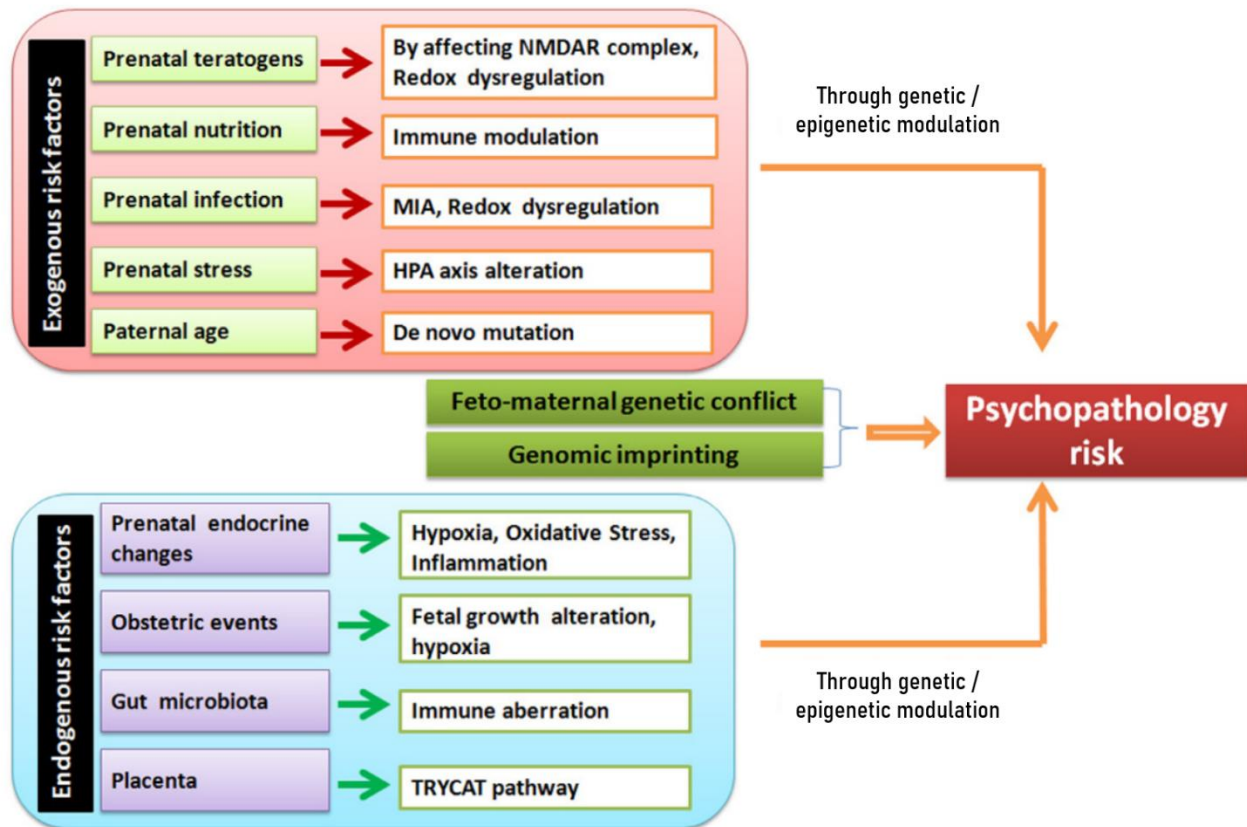 Exogenous risk factors
Prenatal teratogens
By affecting NMDAR complex,
Redox dysregulation
Prenatal nutrition
Immune modulation
Prenatal infection
MIA, Redox dysregulation
Prenatal stress
HPA axis alteration
Paternal age
De novo mutation
Through genetic /
epigenetic modulation
Feto-maternal genetic conflict
Genomic imprinting
Psychopathology
risk
Endogenous risk factors
Prenatal endocrine
changes
Hypoxia, Oxidative Stress,
Inflammation
Obstetric events
Fetal growth alteration,
hypoxia
Gut microbiota
Immune aberration
Placenta
TRYCAT pathway
Through genetic /
epigenetic modulation